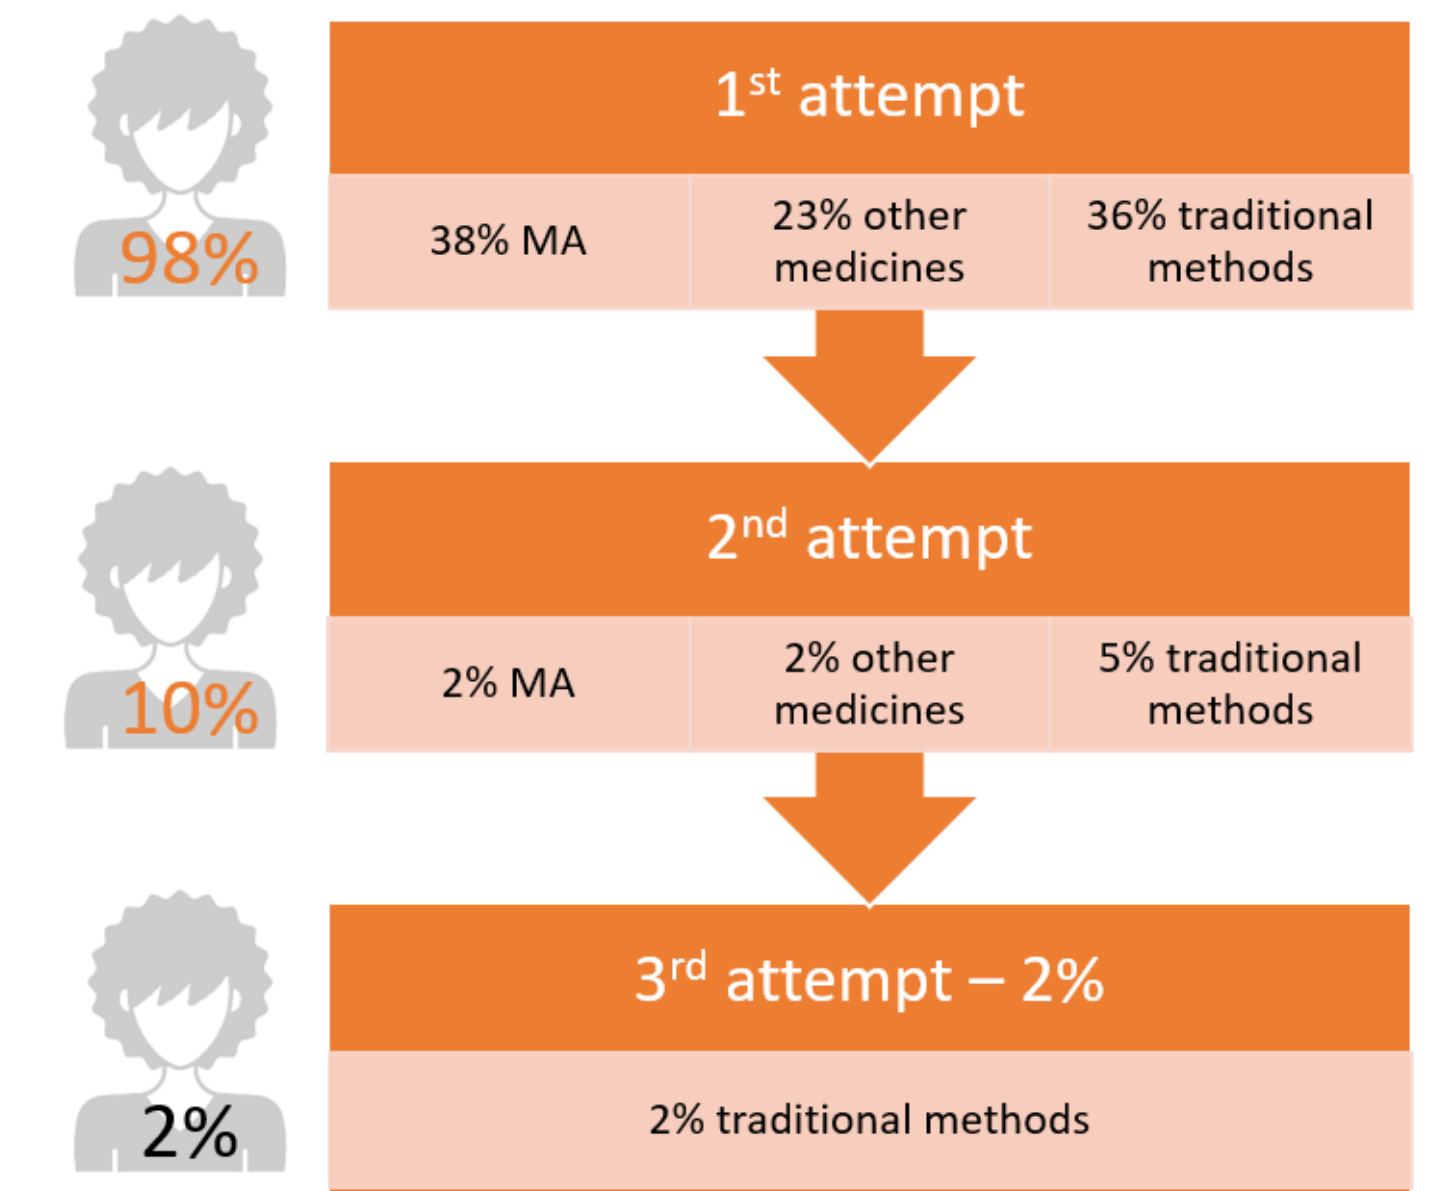 1st attempt
98%
38% MA
23% other
medicines
36% traditional
methods
2nd attempt
10%
2% MA
2% other
medicines
5% traditional
methods
3rd attempt – 2%
2%
2% traditional methods